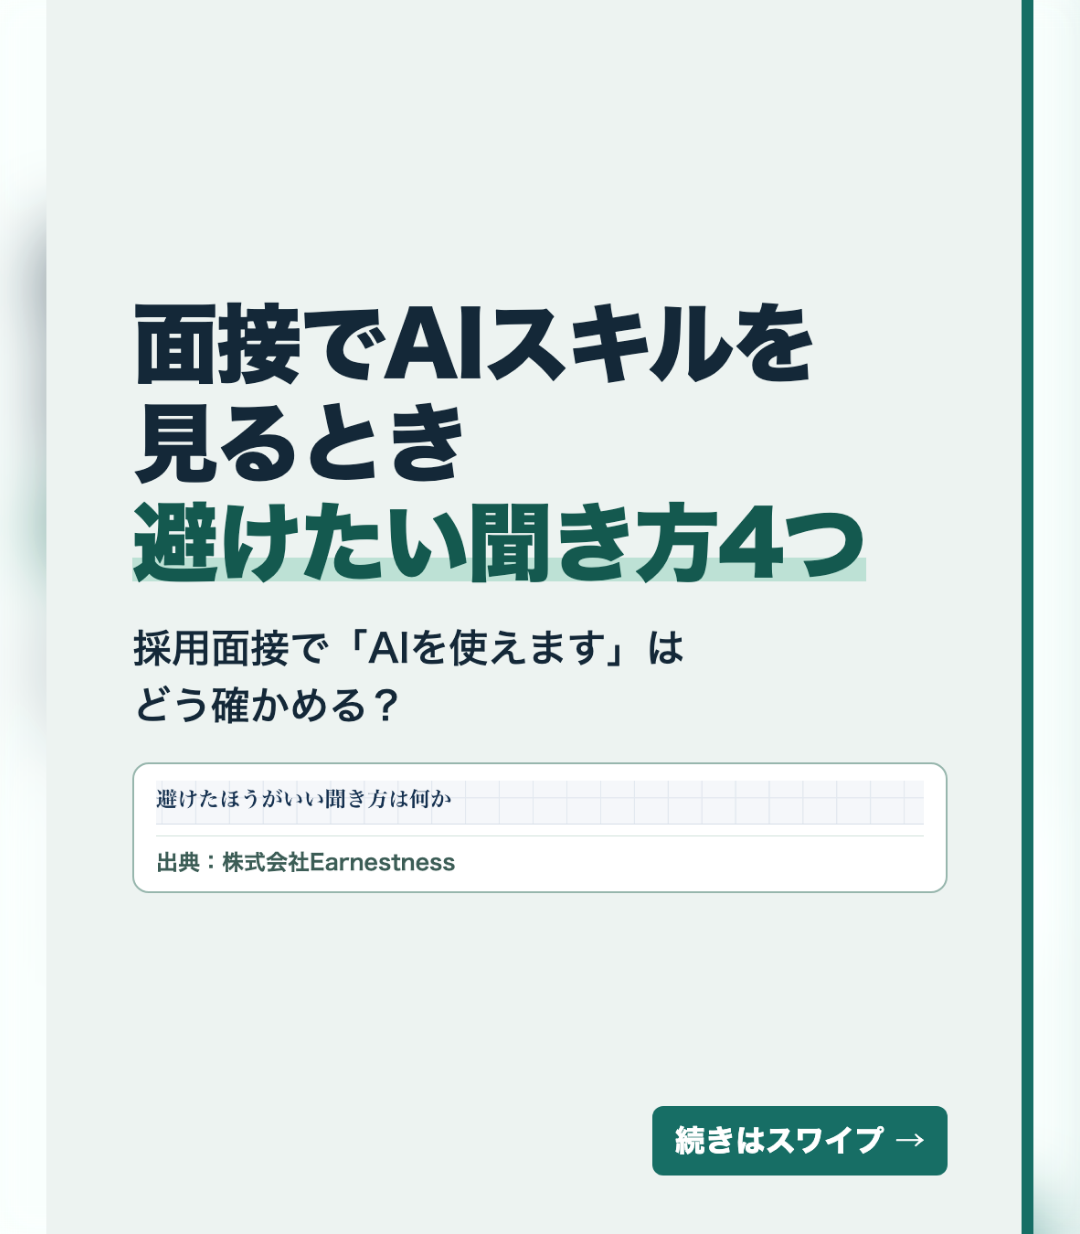 面接でAIスキルを
見るとき
避けたい聞き方4つ
採用面接で「AIを使えます」は
どう確かめる？
避けたほうがいい聞き方は何か
出典：株式会社Earnestness
続きはスワイプ →